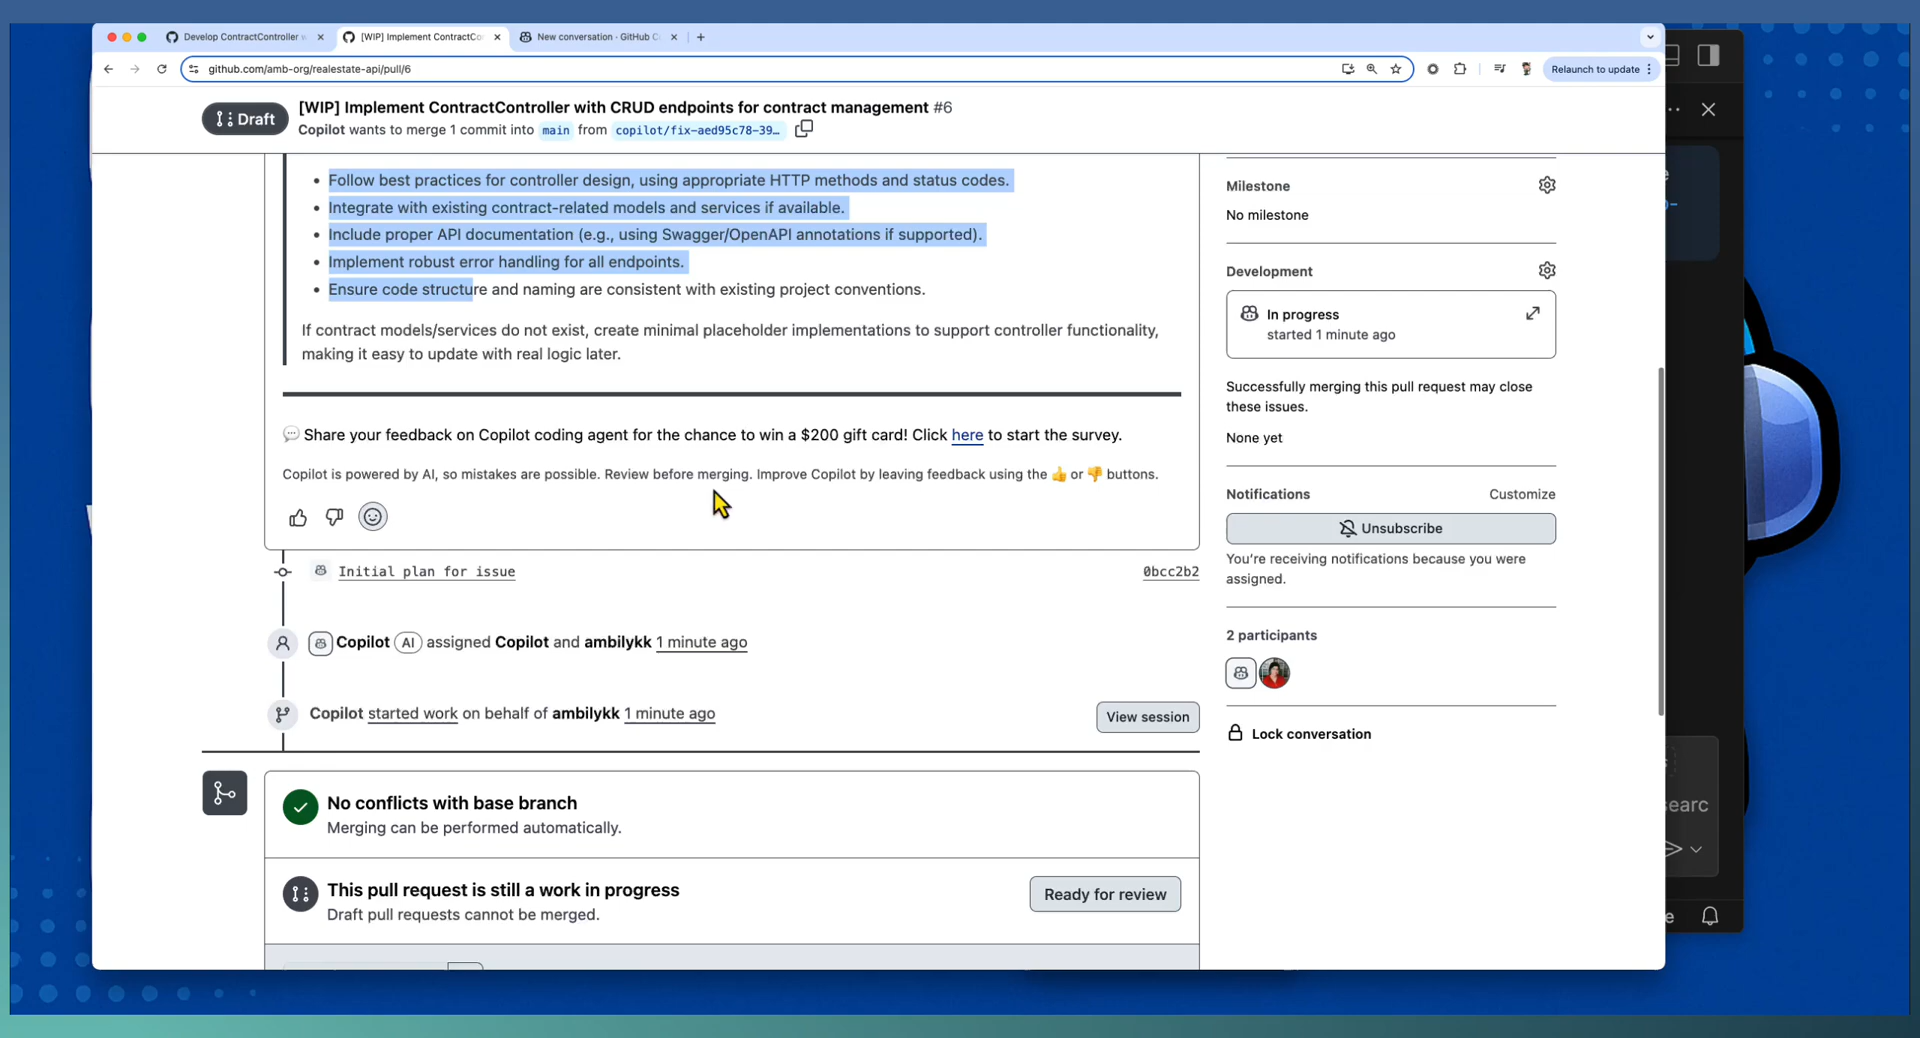 Develop ContractController w
[WIP] Implement ContractCo
New conversation · GitHub C
github.com/amb-org/realestate-api/pull/6
Relaunch to update
Draft
[WIP] Implement ContractController with CRUD endpoints for contract management #6
Copilot wants to merge 1 commit into main from copilot/fix-aed95c78-39...
• Follow best practices for controller design, using appropriate HTTP methods and status codes.
• Integrate with existing contract-related models and services if available.
• Include proper API documentation (e.g., using Swagger/OpenAPI annotations if supported).
• Implement robust error handling for all endpoints.
• Ensure code structure and naming are consistent with existing project conventions.
If contract models/services do not exist, create minimal placeholder implementations to support controller functionality,
making it easy to update with real logic later.
💬 Share your feedback on Copilot coding agent for the chance to win a $200 gift card! Click here to start the survey.
Copilot is powered by AI, so mistakes are possible. Review before merging. Improve Copilot by leaving feedback using the 👍 or 👎 buttons.
Initial plan for issue
0bcc2b2
Copilot AI assigned Copilot and ambilykk 1 minute ago
Copilot started work on behalf of ambilykk 1 minute ago
View session
No conflicts with base branch
Merging can be performed automatically.
This pull request is still a work in progress
Draft pull requests cannot be merged.
Ready for review
Milestone
No milestone
Development
In progress
started 1 minute ago
Successfully merging this pull request may close
these issues.
None yet
Notifications
Customize
Unsubscribe
You're receiving notifications because you were
assigned.
2 participants
Lock conversation
searc